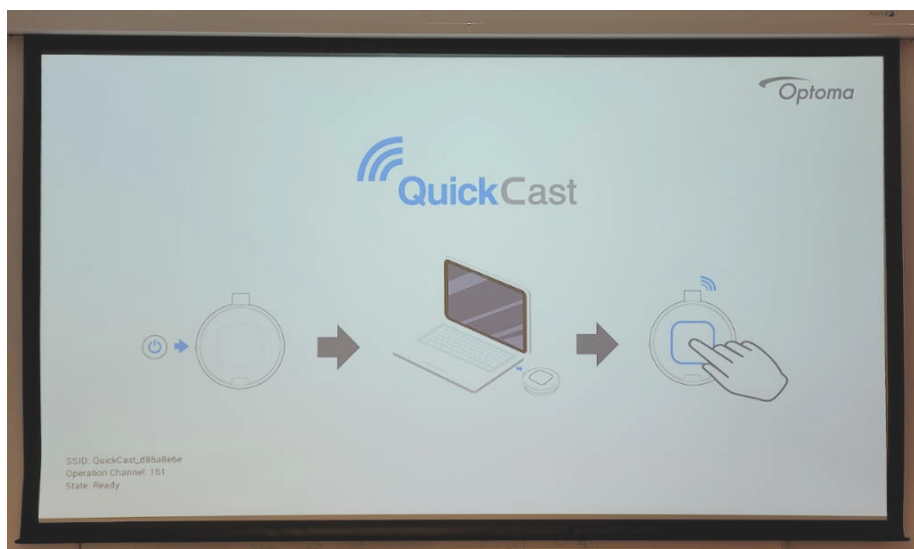 Optoma
QuickCast
SSID: QuickCast_d86a8e6e
Operation Channel: 161
State: Ready